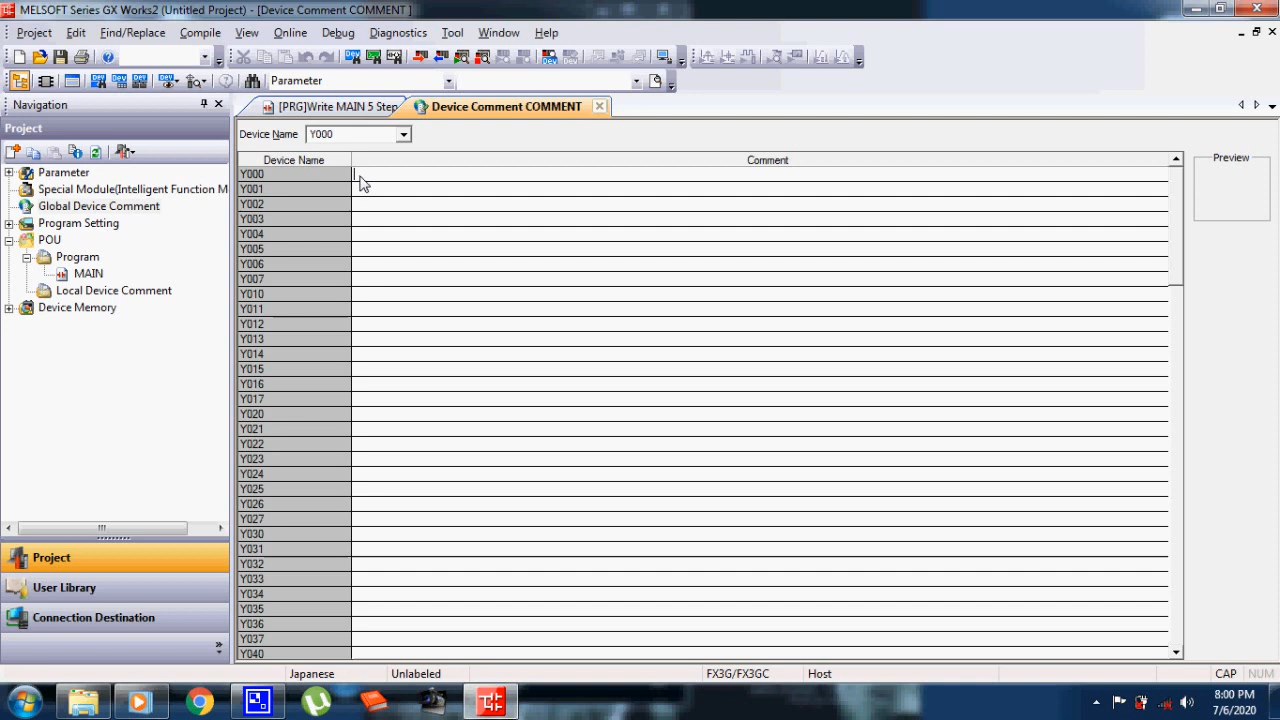 MELSOFT Series GX Works2 (Untitled Project) - [Device Comment COMMENT ]
Project Edit Find/Replace Compile View Online Debug Diagnostics Tool Window Help
Parameter
Navigation
[PRG]Write MAIN 5 Step
Device Comment COMMENT
Project
Device Name Y000
Device Name Comment
Preview
Parameter
Special Module(Intelligent Function M
Global Device Comment
Program Setting
POU
Program
MAIN
Local Device Comment
Device Memory
Y000
Y001
Y002
Y003
Y004
Y005
Y006
Y007
Y010
Y011
Y012
Y013
Y014
Y015
Y016
Y017
Y020
Y021
Y022
Y023
Y024
Y025
Y026
Y027
Y030
Y031
Y032
Y033
Y034
Y035
Y036
Y037
Y040
Project
User Library
Connection Destination
Japanese Unlabeled FX3G/FX3GC Host CAP NUM
8:00 PM
7/6/2020